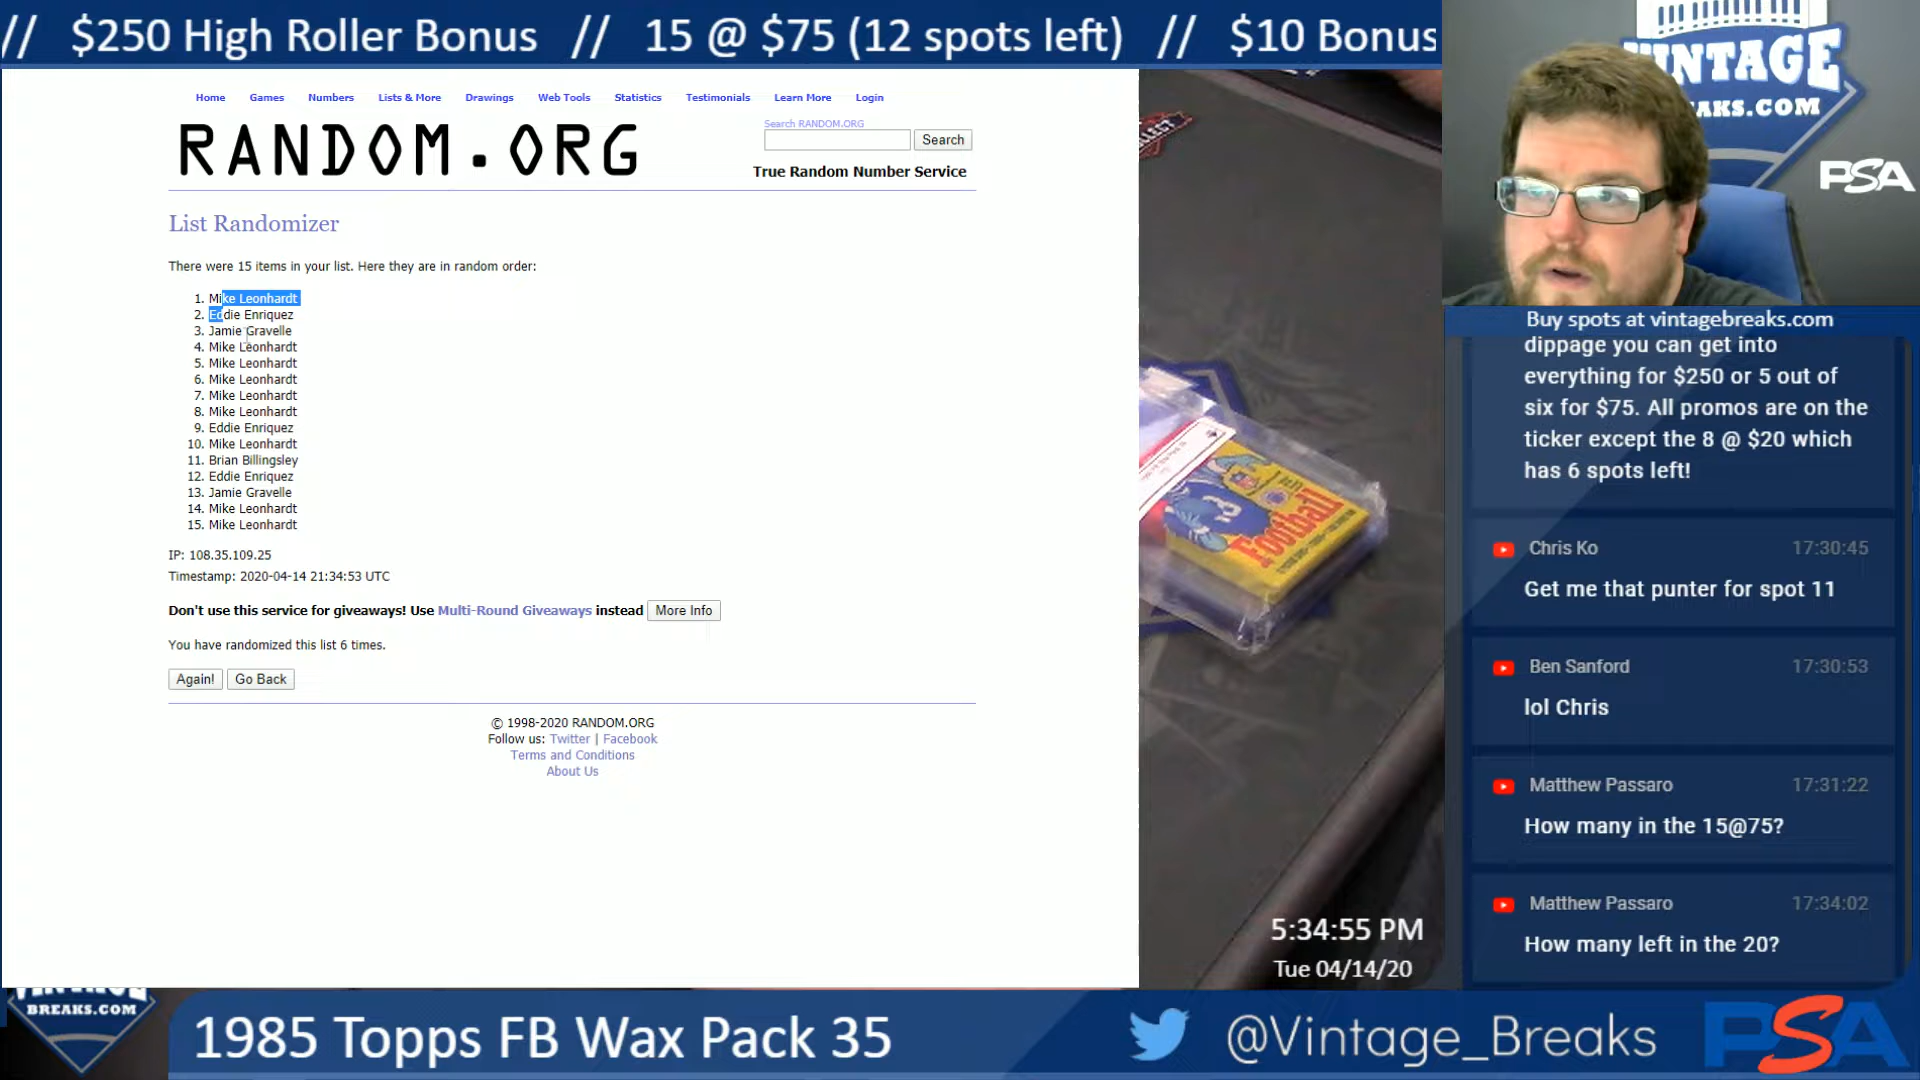 // $250 High Roller Bonus // 15 @ $75 (12 spots left) // $10 Bonus
Home Games Numbers Lists & More Drawings Web Tools Statistics Testimonials Learn More Login
RANDOM.ORG
Search RANDOM.ORG
Search
True Random Number Service
List Randomizer
There were 15 items in your list. Here they are in random order:
1. Mike Leonhardt
2. Eddie Enriquez
3. Jamie Gravelle
4. Mike Leonhardt
5. Mike Leonhardt
6. Mike Leonhardt
7. Mike Leonhardt
8. Mike Leonhardt
9. Eddie Enriquez
10. Mike Leonhardt
11. Brian Billingsley
12. Eddie Enriquez
13. Jamie Gravelle
14. Mike Leonhardt
15. Mike Leonhardt
IP: 108.35.109.25
Timestamp: 2020-04-14 21:34:53 UTC
Don't use this service for giveaways! Use Multi-Round Giveaways instead More Info
You have randomized this list 6 times.
Again! Go Back
© 1998-2020 RANDOM.ORG
Follow us: Twitter | Facebook
Terms and Conditions
About Us
Football
5:34:55 PM
Tue 04/14/20
VINTAGE
BREAKS.COM
PSA
Buy spots at vintagebreaks.com
dippage you can get into
everything for $250 or 5 out of
six for $75. All promos are on the
ticker except the 8 @ $20 which
has 6 spots left!
Chris Ko 17:30:45
Get me that punter for spot 11
Ben Sanford 17:30:53
lol Chris
Matthew Passaro 17:31:22
How many in the 15@75?
Matthew Passaro 17:34:02
How many left in the 20?
VINTAGE
BREAKS.COM
1985 Topps FB Wax Pack 35
@Vintage_Breaks
PSA